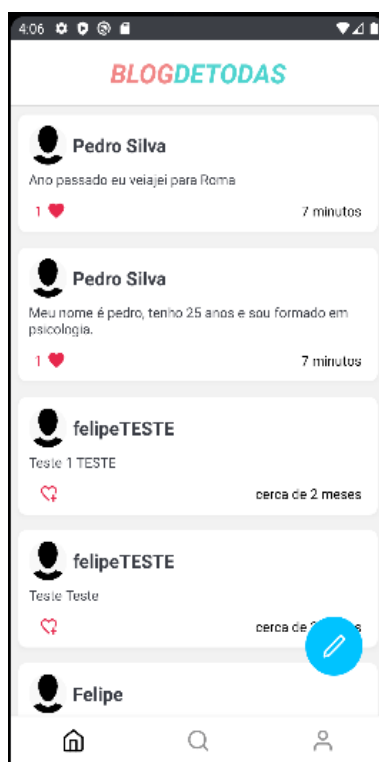 4:06
BLOGDETODAS
Pedro Silva
Ano passado eu veiajei para Roma
1
7 minutos
Pedro Silva
Meu nome é pedro, tenho 25 anos e sou formado em
psicologia.
1
7 minutos
felipeTESTE
Teste 1 TESTE
cerca de 2 meses
felipeTESTE
Teste Teste
cerca de
Felipe